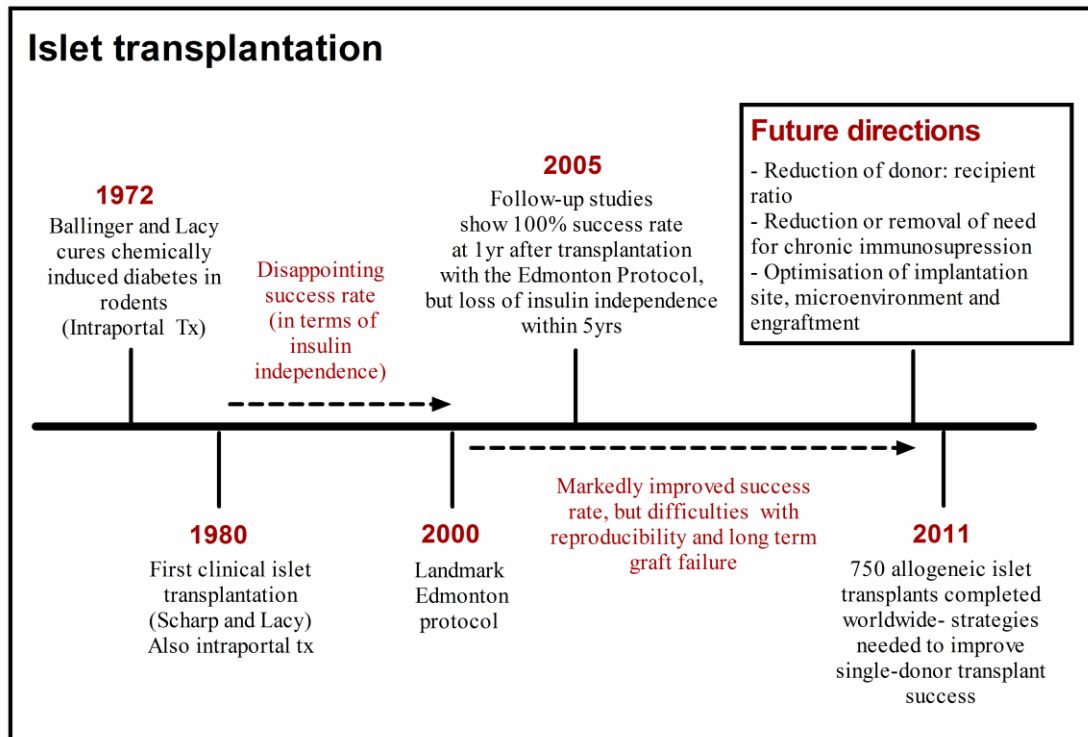 Islet transplantation
1972
Ballinger and Lacy
cures chemically
induced diabetes in
rodents
(Intraportal Tx)
Disappointing
success rate
(in terms of
insulin
independence)
2005
Follow-up studies
show 100% success rate
at 1yr after transplantation
with the Edmonton Protocol,
but loss of insulin independence
within 5yrs
Future directions
- Reduction of donor: recipient
ratio
- Reduction or removal of need
for chronic immunosupression
- Optimisation of implantation
site, microenvironment and
engraftment
1980
First clinical islet
transplantation
(Scharp and Lacy)
Also intraportal tx
2000
Landmark
Edmonton
protocol
Markedly improved success
rate, but difficulties with
reproducibility and long term
graft failure
2011
750 allogeneic islet
transplants completed
worldwide- strategies
needed to improve
single-donor transplant
success